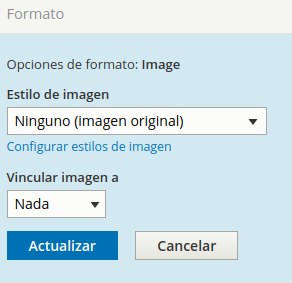 Formato
Opciones de formato: Image
Estilo de imagen
Ninguno (imagen original)
Configurar estilos de imagen
Vincular imagen a
Nada
Actualizar Cancelar